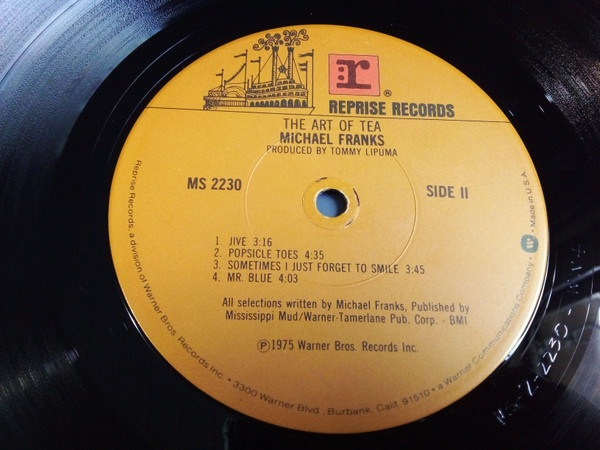 r
®
REPRISE RECORDS
THE ART OF TEA
MICHAEL FRANKS
PRODUCED BY TOMMY LIPUMA
MS 2230
SIDE II
1. JIVE 3:16
2. POPSICLE TOES 4:35
3. SOMETIMES I JUST FORGET TO SMILE 3:45
4. MR. BLUE 4:03
All selections written by Michael Franks, Published by
Mississippi Mud/Warner-Tamerlane Pub. Corp. - BMI
℗1975 Warner Bros. Records Inc.
Reprise Records, a division of Warner Bros. Records Inc. • 3300 Warner Blvd., Burbank, Calif. 91510 • a Warner Communications Company • Made in U.S.A.